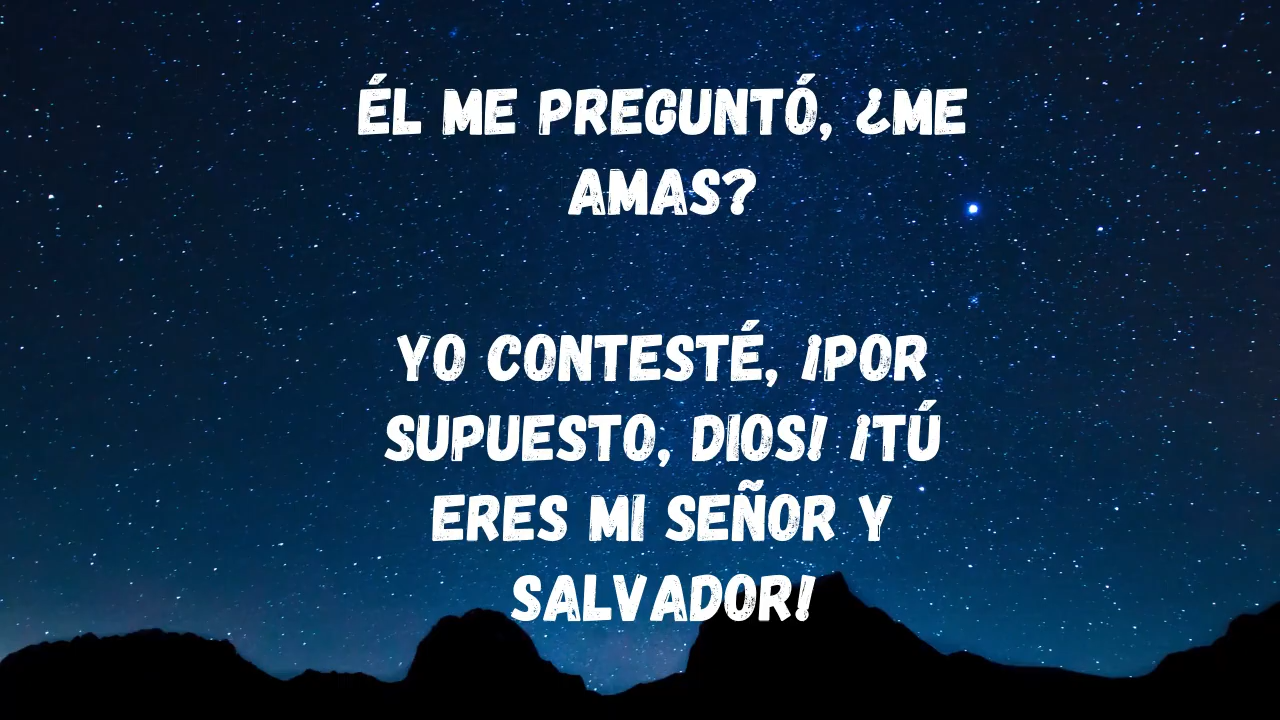 ÉL ME PREGUNTÓ, ¿ME
AMAS?
YO CONTESTÉ, ¡POR
SUPUESTO, DIOS! ¡TÚ
ERES MI SEÑOR Y
SALVADOR!